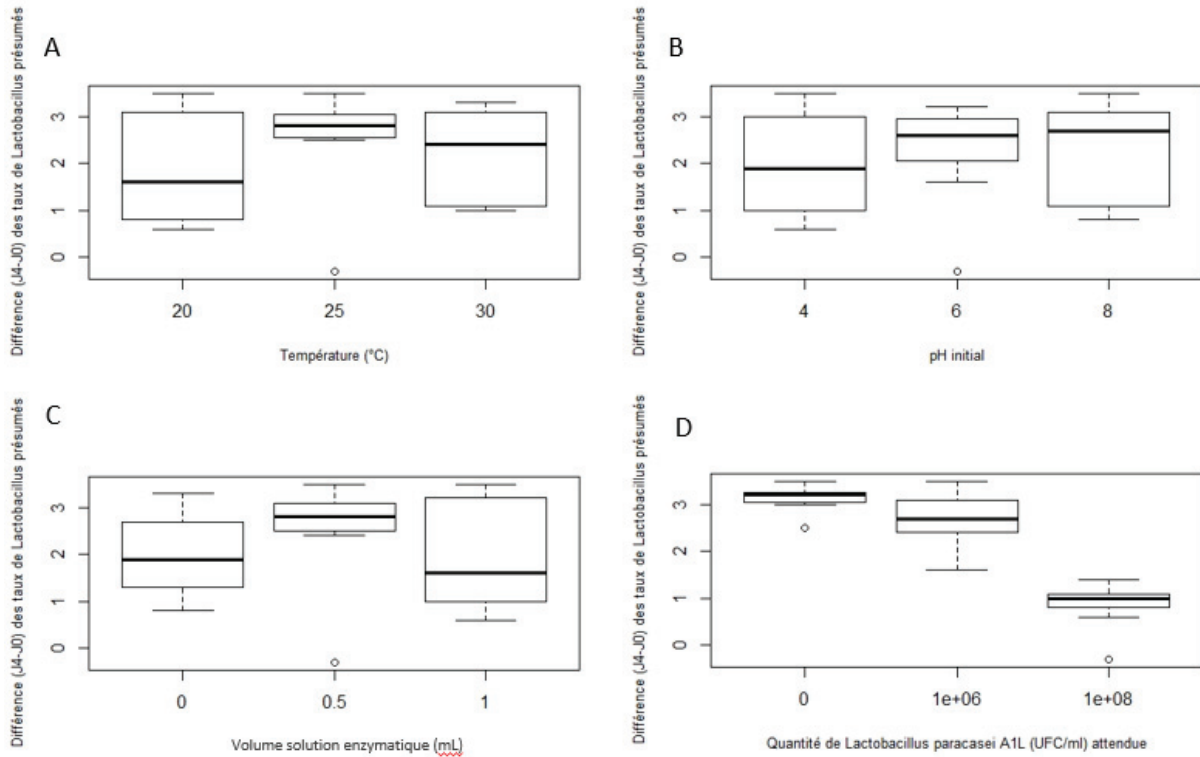 A
Différence (J4-J0) des taux de Lactobacillus présumés
3
2
1
0
20
25
30
Température (°C)
B
Différence (J4-J0) des taux de Lactobacillus présumés
3
2
1
0
4
6
8
pH initial
C
Différence (J4-J0) des taux de Lactobacillus présumés
3
2
1
0
0
0.5
1
Volume solution enzymatique (mL)
D
Différence (J4-J0) des taux de Lactobacillus présumés
3
2
1
0
0
1e+06
1e+08
Quantité de Lactobacillus paracasei A1L (UFC/ml) attendue